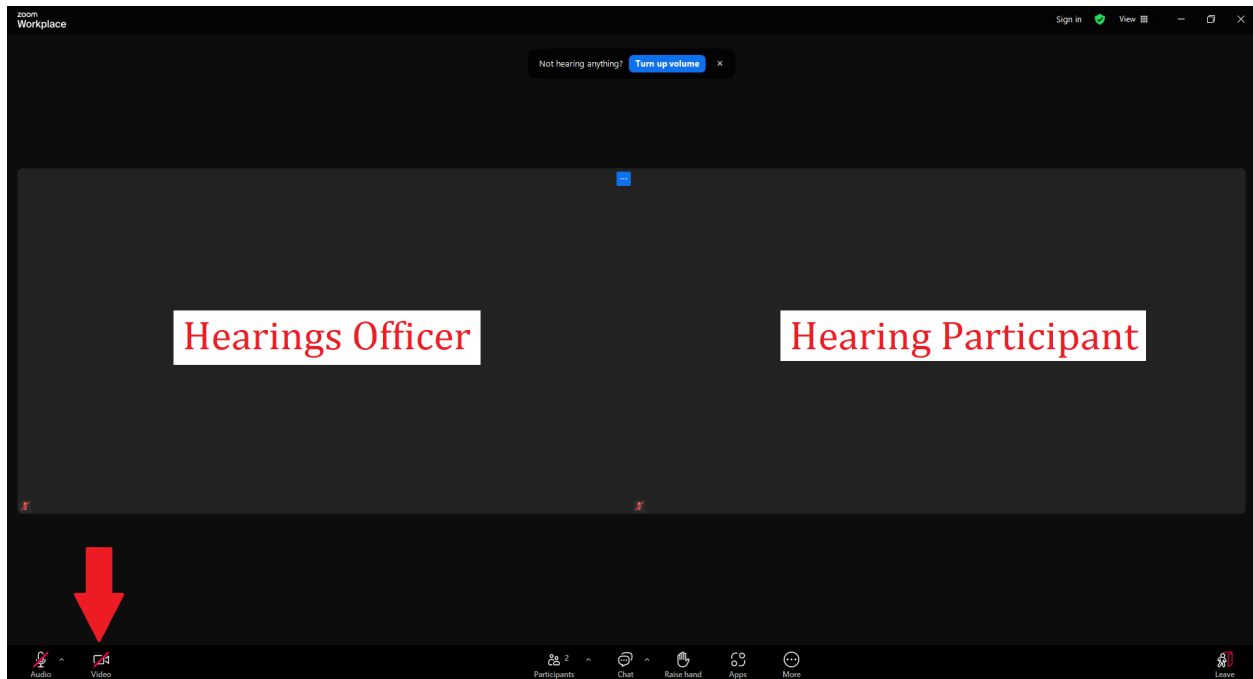 zoom
Workplace
Sign in View
Not hearing anything? Turn up volume
Hearings Officer
Hearing Participant
Audio Video Participants 2 Chat Raise hand Apps More Leave